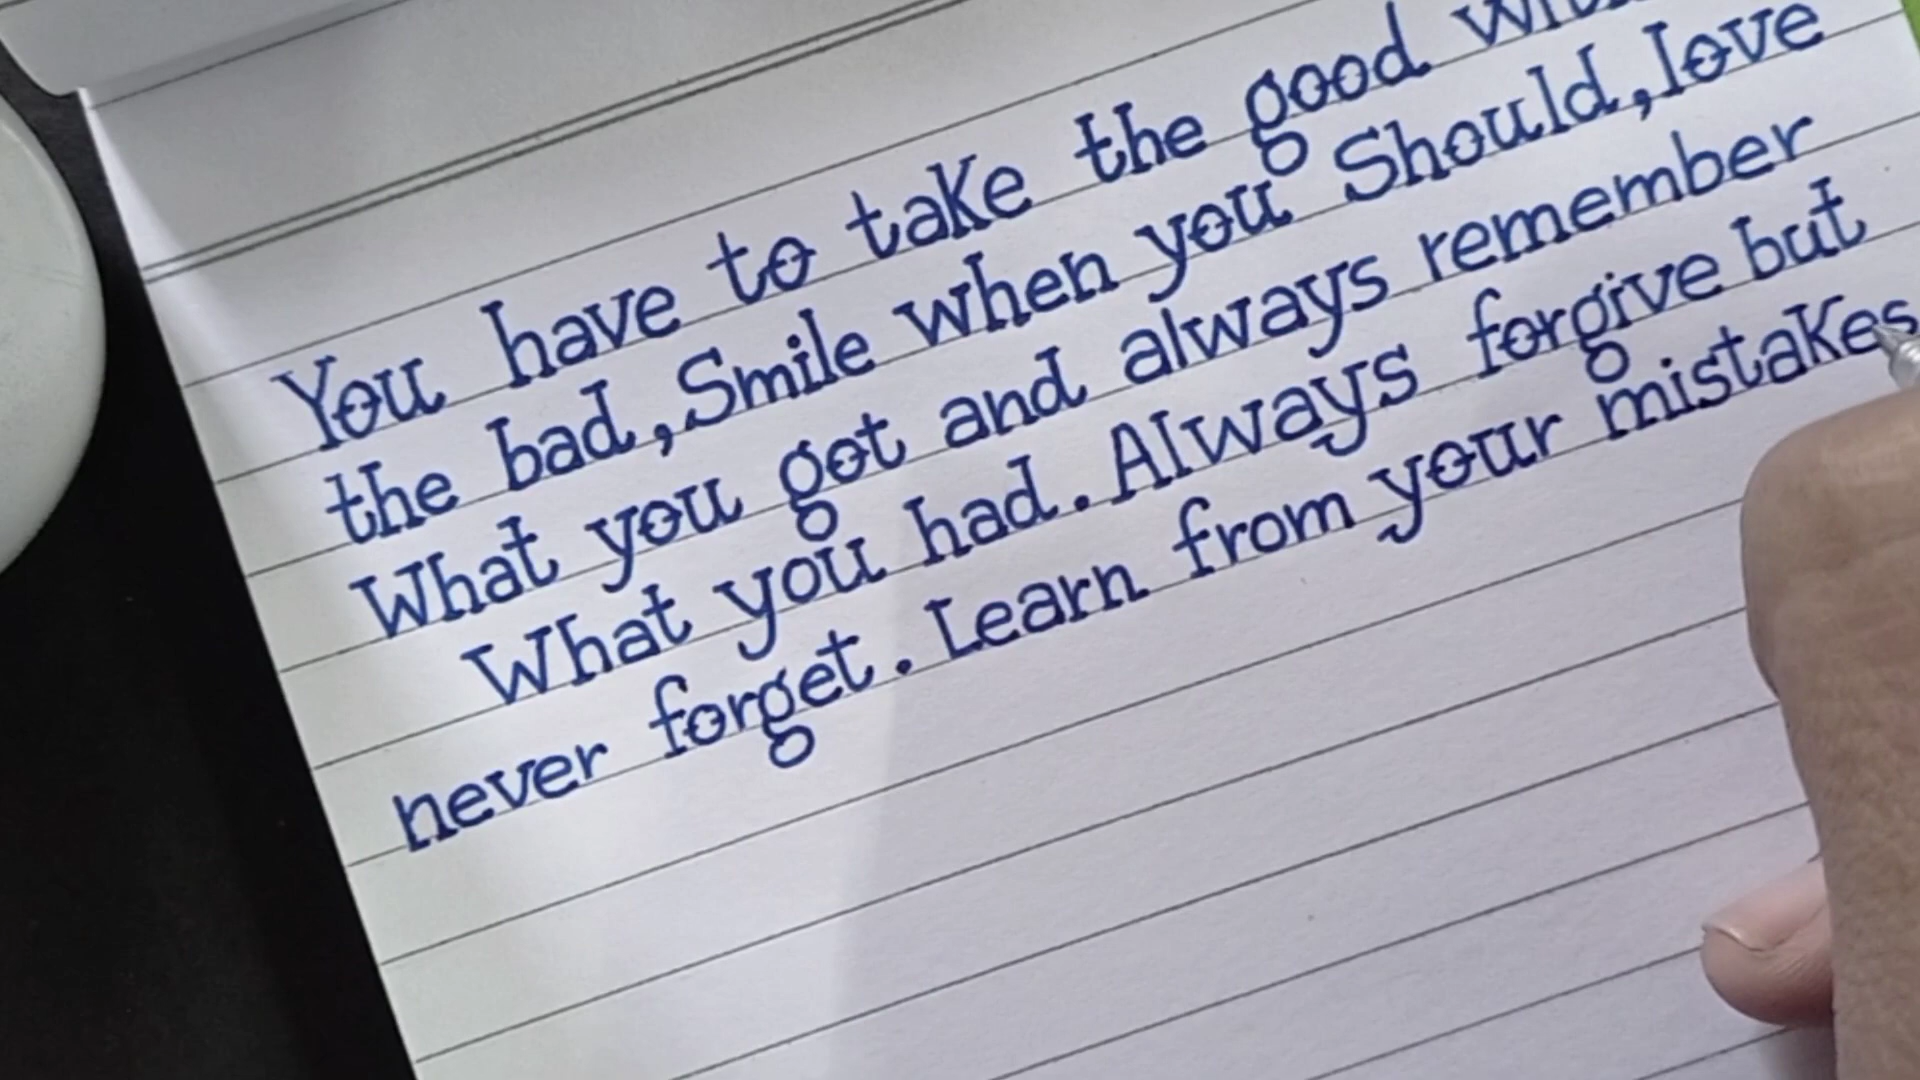 You have to take the good with
the bad, Smile when you Should, love
What you got and always remember
What you had. Always forgive but
never forget. Learn from your mistakes